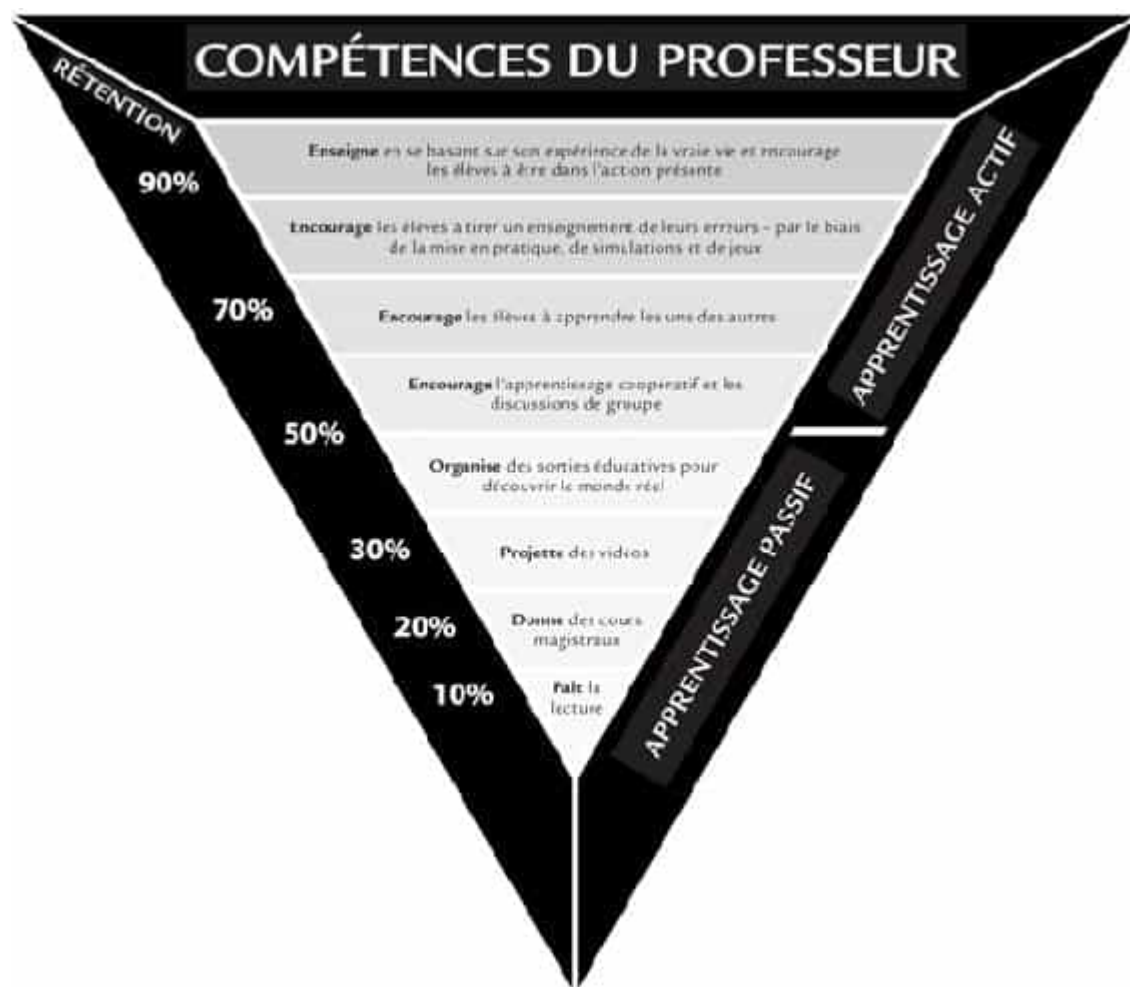 COMPÉTENCES DU PROFESSEUR
RÉTENTION
Enseigne en se basant sur son expérience de la vraie vie et encourage
les élèves à être dans l'action présente
90%
Encourage les élèves à tirer un enseignement de leurs erreurs – par le biais
de la mise en pratique, de simulations et de jeux
70%
Encourage les élèves à apprendre les uns des autres
Encourage l'apprentissage coopératif et les
discussions de groupe
50%
Organise des sorties éducatives pour
découvrir le monde réel
30%
Projette des vidéos
20%
Donne des cours
magistraux
10%
Fait la
lecture
APPRENTISSAGE ACTIF
APPRENTISSAGE PASSIF